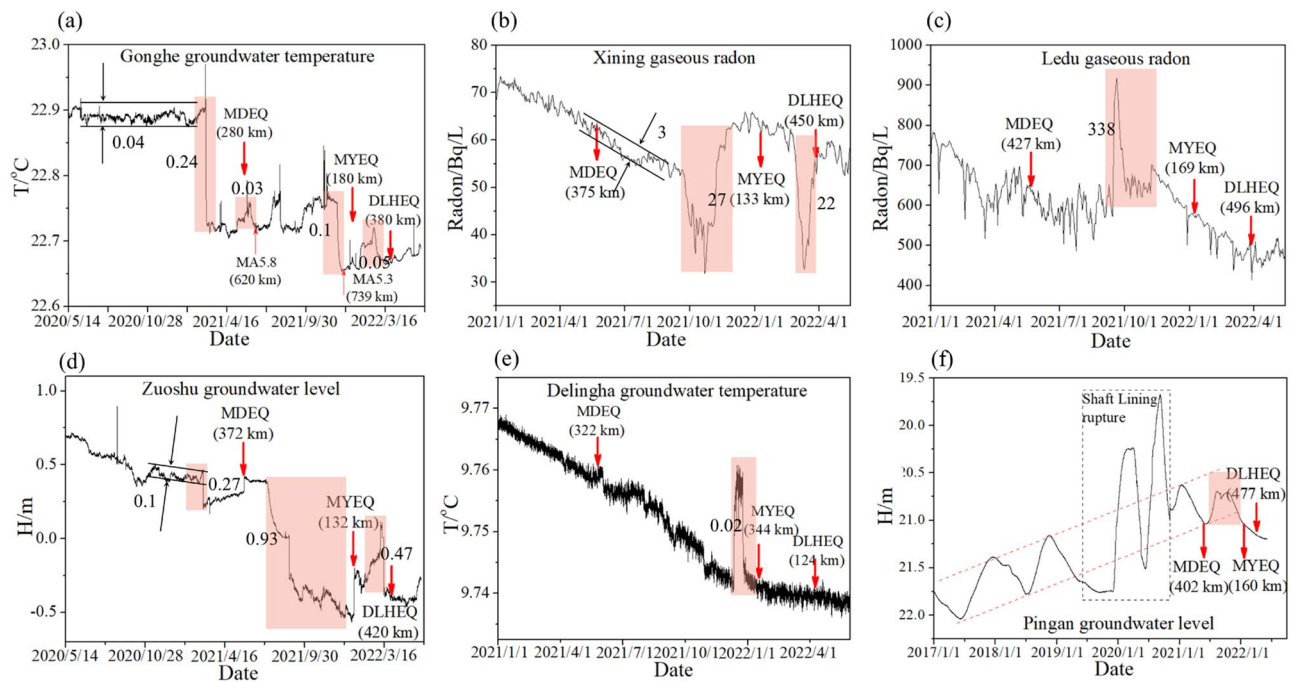 (a)
Gonghe groundwater temperature
23.0
22.9
22.8
22.7
22.6
T/°C
0.04
0.24
MDEQ
(280 km)
0.03
MYEQ
(180 km)
DLHEQ
(380 km)
0.1
0.05
MA5.8
(620 km)
MA5.3
(739 km)
2020/5/14 2020/10/28 2021/4/16 2021/9/30 2022/3/16
Date
(b)
Xining gaseous radon
80
70
60
50
40
30
Radon/Bq/L
MDEQ
(375 km)
3
27
MYEQ
(133 km)
DLHEQ
(450 km)
22
2021/1/1 2021/4/1 2021/7/1 2021/10/1 2022/1/1 2022/4/1
Date
(c)
Ledu gaseous radon
1000
900
800
700
600
500
400
Radon/Bq/L
MDEQ
(427 km)
338
MYEQ
(169 km)
DLHEQ
(496 km)
2021/1/1 2021/4/1 2021/7/1 2021/10/1 2022/1/1 2022/4/1
Date
(d)
Zuoshu groundwater level
1.0
0.5
0.0
-0.5
H/m
0.1
0.27
MDEQ
(372 km)
0.93
MYEQ
(132 km)
0.47
DLHEQ
(420 km)
2020/5/14 2020/10/28 2021/4/16 2021/9/30 2022/3/16
Date
(e)
Delingha groundwater temperature
9.77
9.76
9.75
9.74
9.73
T/°C
MDEQ
(322 km)
0.02
MYEQ
(344 km)
DLHEQ
(124 km)
2021/1/1 2021/4/1 2021/7/1 2021/10/1 2022/1/1 2022/4/1
Date
(f)
19.5
20.0
20.5
21.0
21.5
22.0
H/m
Shaft Lining
rupture
DLHEQ
(477 km)
MDEQ
(402 km)
MYEQ
(160 km)
Pingan groundwater level
2017/1/1 2018/1/1 2019/1/1 2020/1/1 2021/1/1 2022/1/1
Date